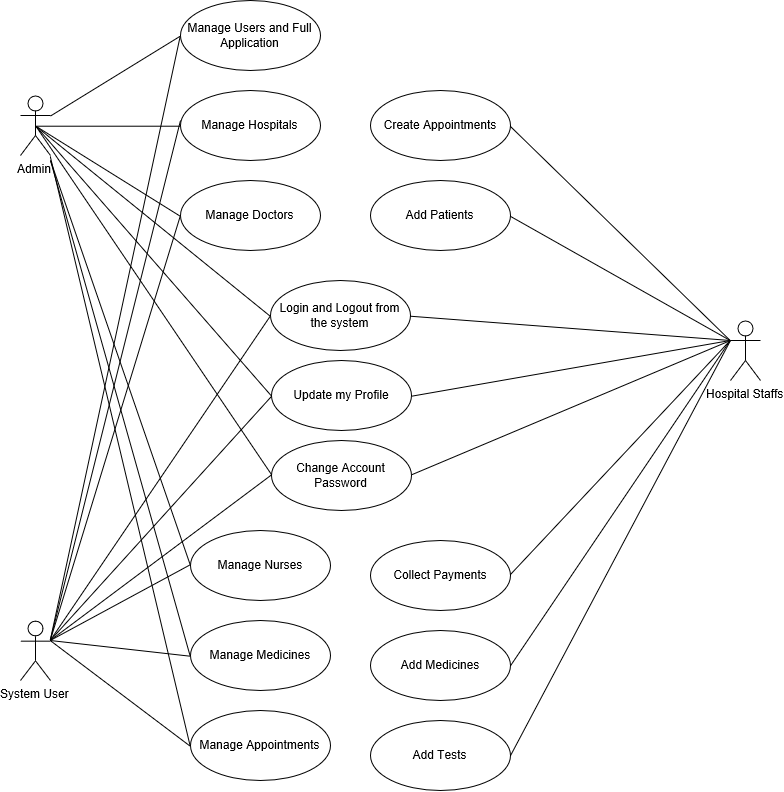 Manage Users and Full
Application
Manage Hospitals
Create Appointments
Admin
Manage Doctors
Add Patients
Login and Logout from
the system
Update my Profile
Hospital Staffs
Change Account
Password
Manage Nurses
Collect Payments
Manage Medicines
Add Medicines
System User
Manage Appointments
Add Tests